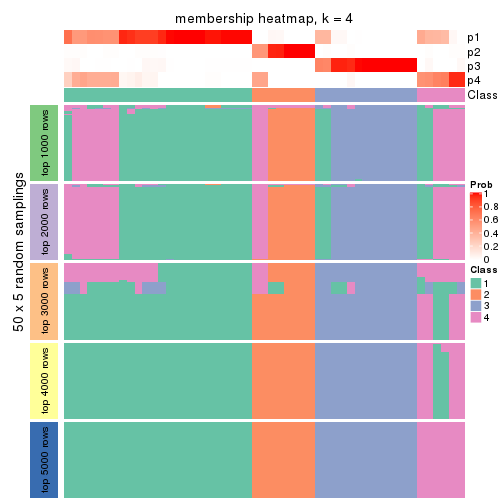 membership heatmap, k = 4
p1
p2
p3
p4
Class
50 x 5 random samplings
top 1000 rows
top 2000 rows
top 3000 rows
top 4000 rows
top 5000 rows
Prob
1
0.8
0.6
0.4
0.2
0
Class
1
2
3
4